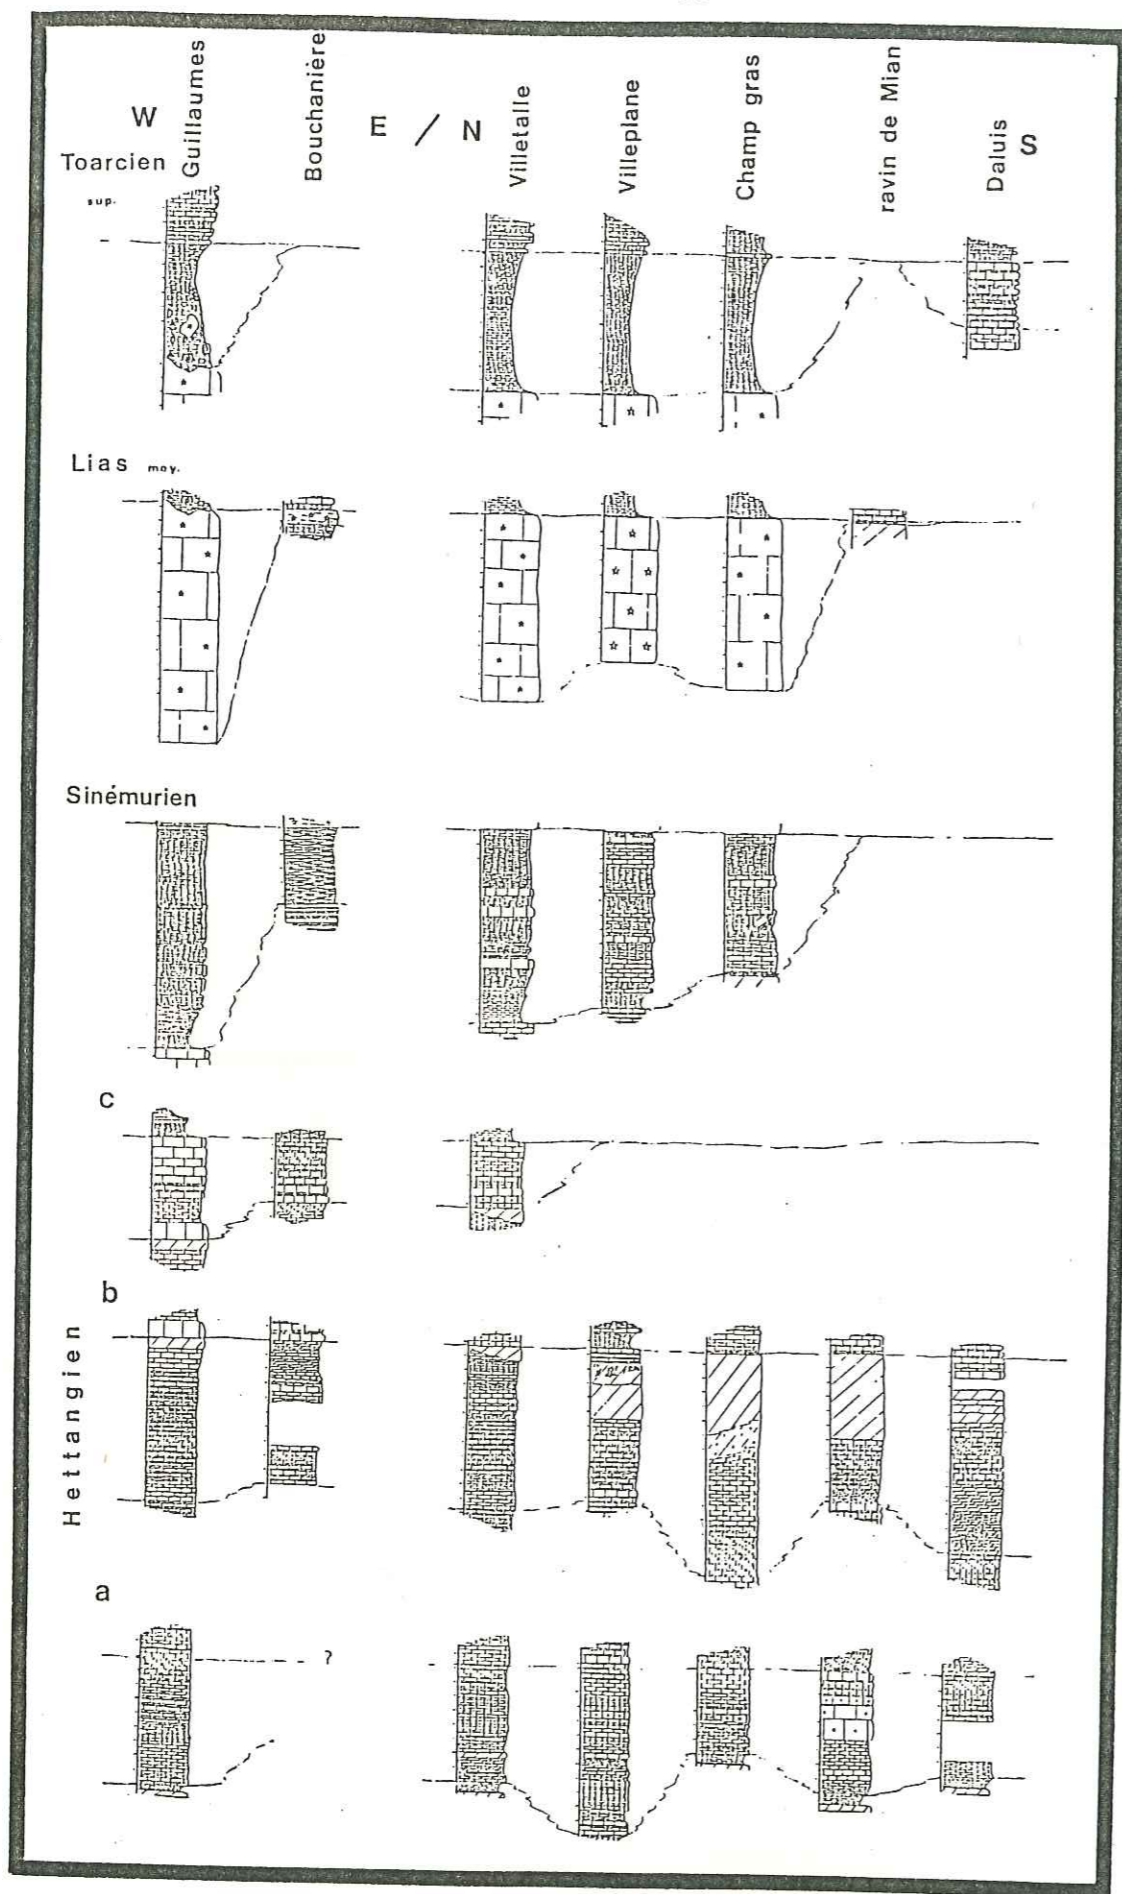 W
Guillaumes
Bouchanière
E / N
Villetalle
Villeplane
Champ gras
ravin de Mian
Daluis
S
Toarcien
sup.
Lias moy.
Sinémurien
c
b
Hettangien
a
?